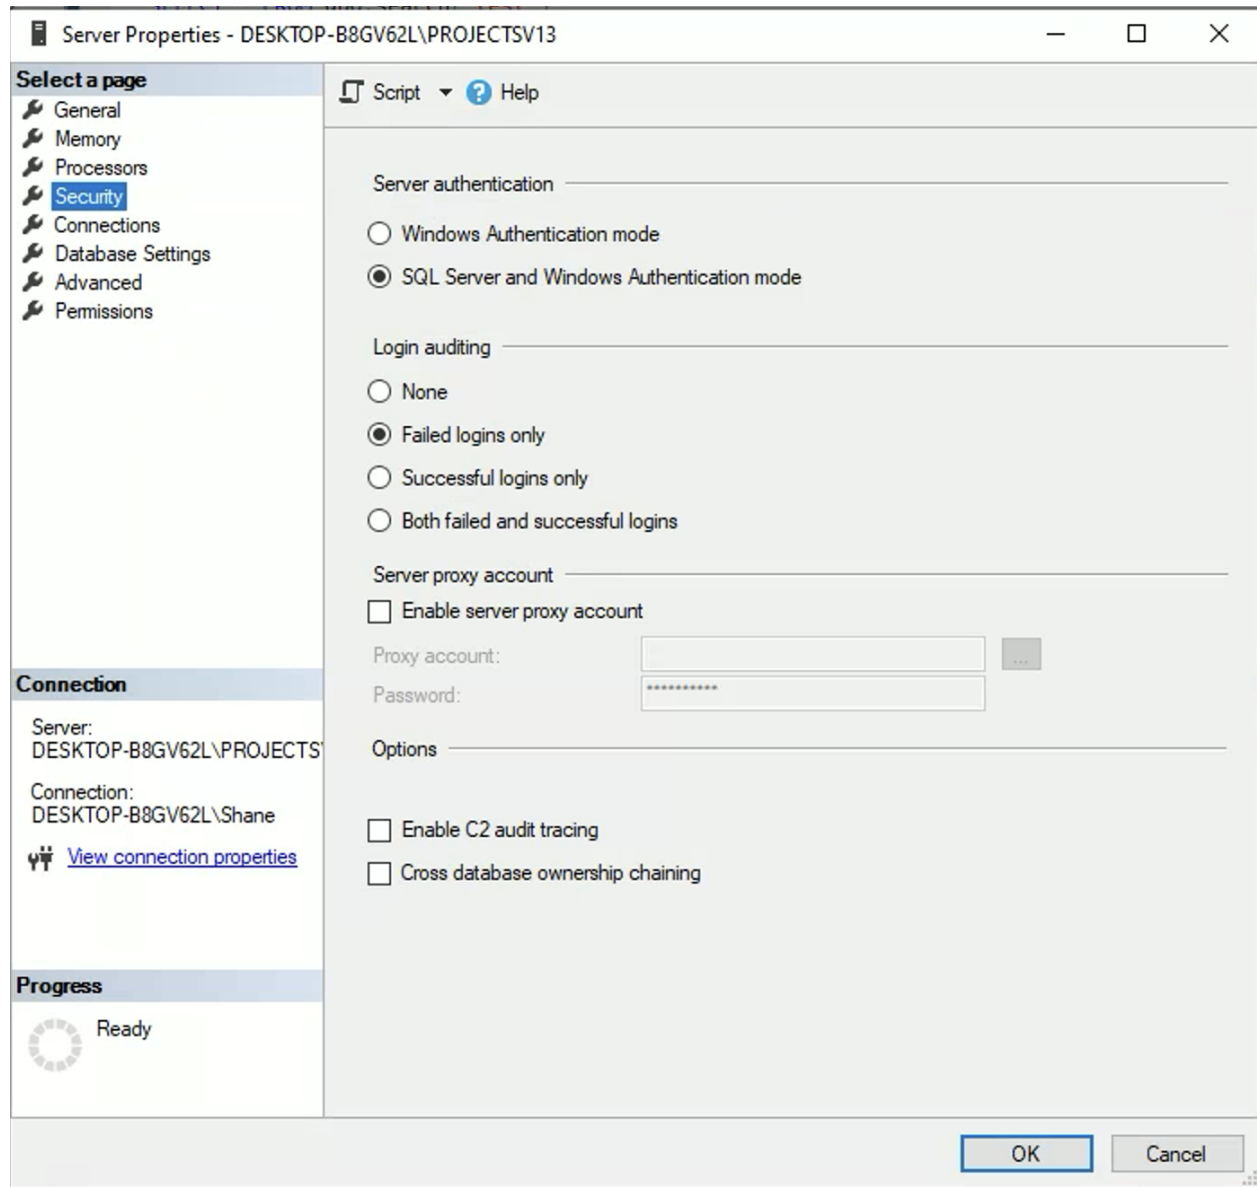 Server Properties - DESKTOP-B8GV62L\PROJECTSV13
Select a page
General
Memory
Processors
Security
Connections
Database Settings
Advanced
Permissions
Script
Help
Server authentication
Windows Authentication mode
SQL Server and Windows Authentication mode
Login auditing
None
Failed logins only
Successful logins only
Both failed and successful logins
Server proxy account
Enable server proxy account
Proxy account:
...
Password:
**********
Options
Enable C2 audit tracing
Cross database ownership chaining
Connection
Server:
DESKTOP-B8GV62L\PROJECTS
Connection:
DESKTOP-B8GV62L\Shane
View connection properties
Progress
Ready
OK
Cancel